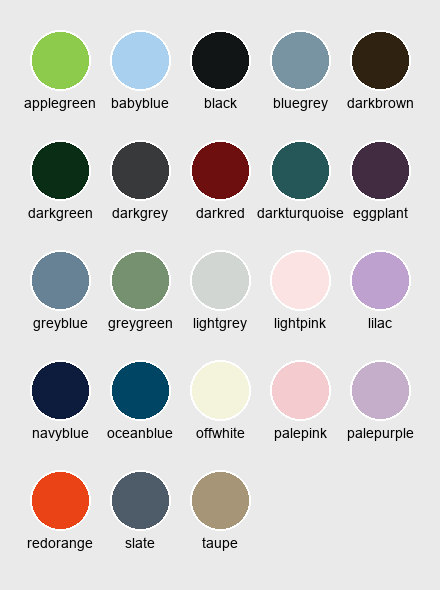 applegreen babyblue black bluegrey darkbrown
darkgreen darkgrey darkred darkturquoise eggplant
greyblue greygreen lightgrey lightpink lilac
navyblue oceanblue offwhite palepink palepurple
redorange slate taupe